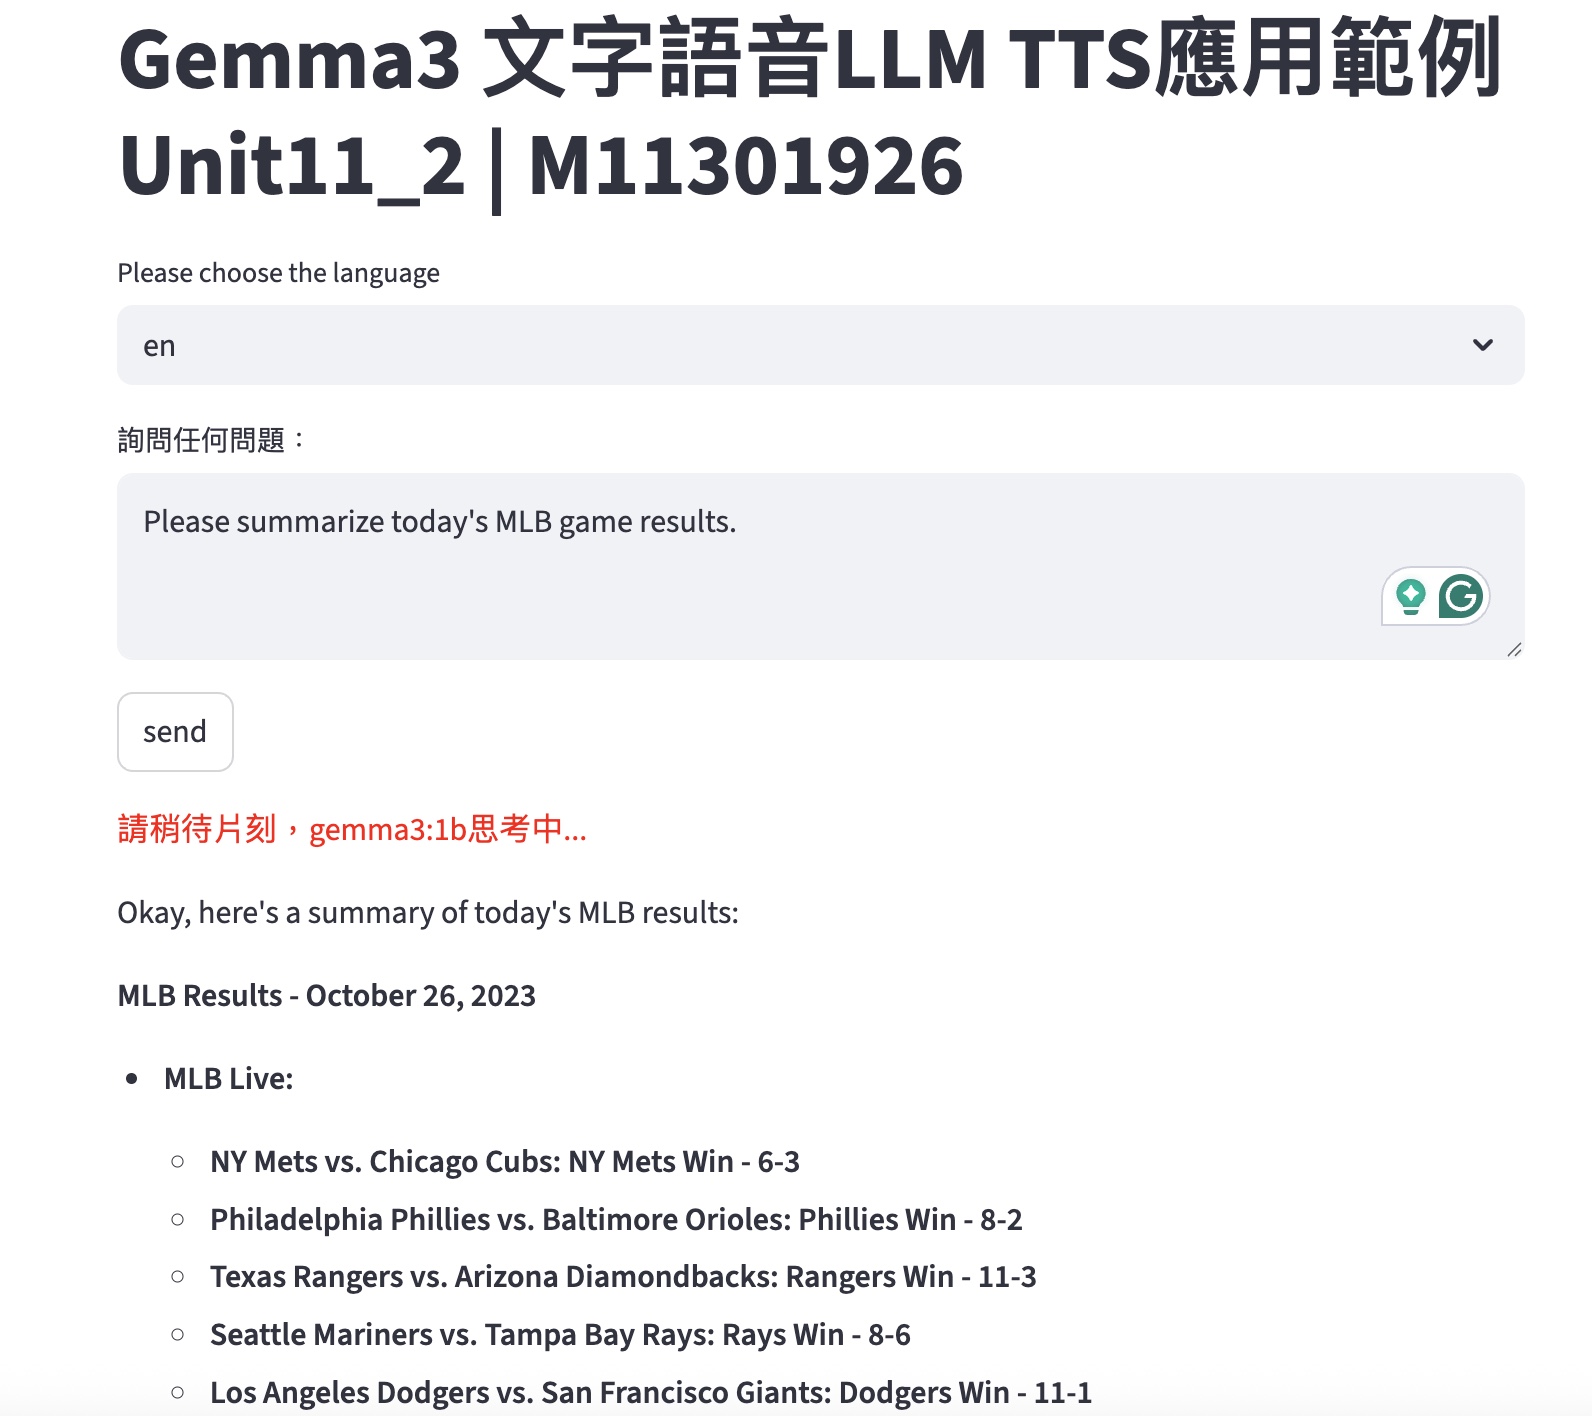 Gemma3 文字語音LLM TTS應用範例
Unit11_2 | M11301926
Please choose the language
en
詢問任何問題：
Please summarize today's MLB game results.
send
請稍待片刻，gemma3:1b思考中...
Okay, here's a summary of today's MLB results:
MLB Results - October 26, 2023
• MLB Live:
○ NY Mets vs. Chicago Cubs: NY Mets Win - 6-3
○ Philadelphia Phillies vs. Baltimore Orioles: Phillies Win - 8-2
○ Texas Rangers vs. Arizona Diamondbacks: Rangers Win - 11-3
○ Seattle Mariners vs. Tampa Bay Rays: Rays Win - 8-6
○ Los Angeles Dodgers vs. San Francisco Giants: Dodgers Win - 11-1